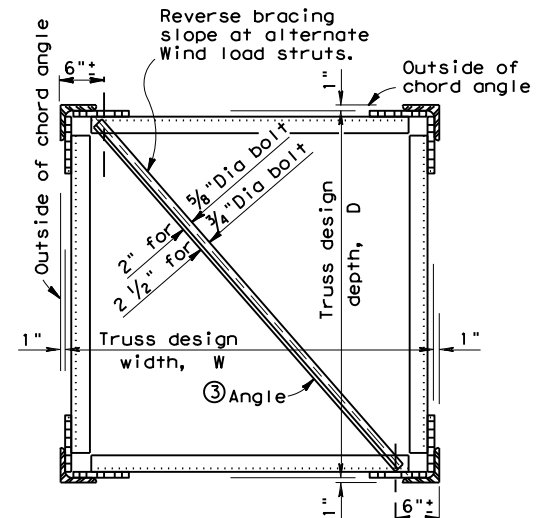 Reverse bracing
slope at alternate
Wind load struts.
6"±
1"
Outside of
chord angle
Outside of chord angle
5/8"Dia bolt
3/4"Dia bolt
2" for
2 1/2" for
Truss design
depth, D
1"
Truss design
width, W
1"
③ Angle
1"
6"±